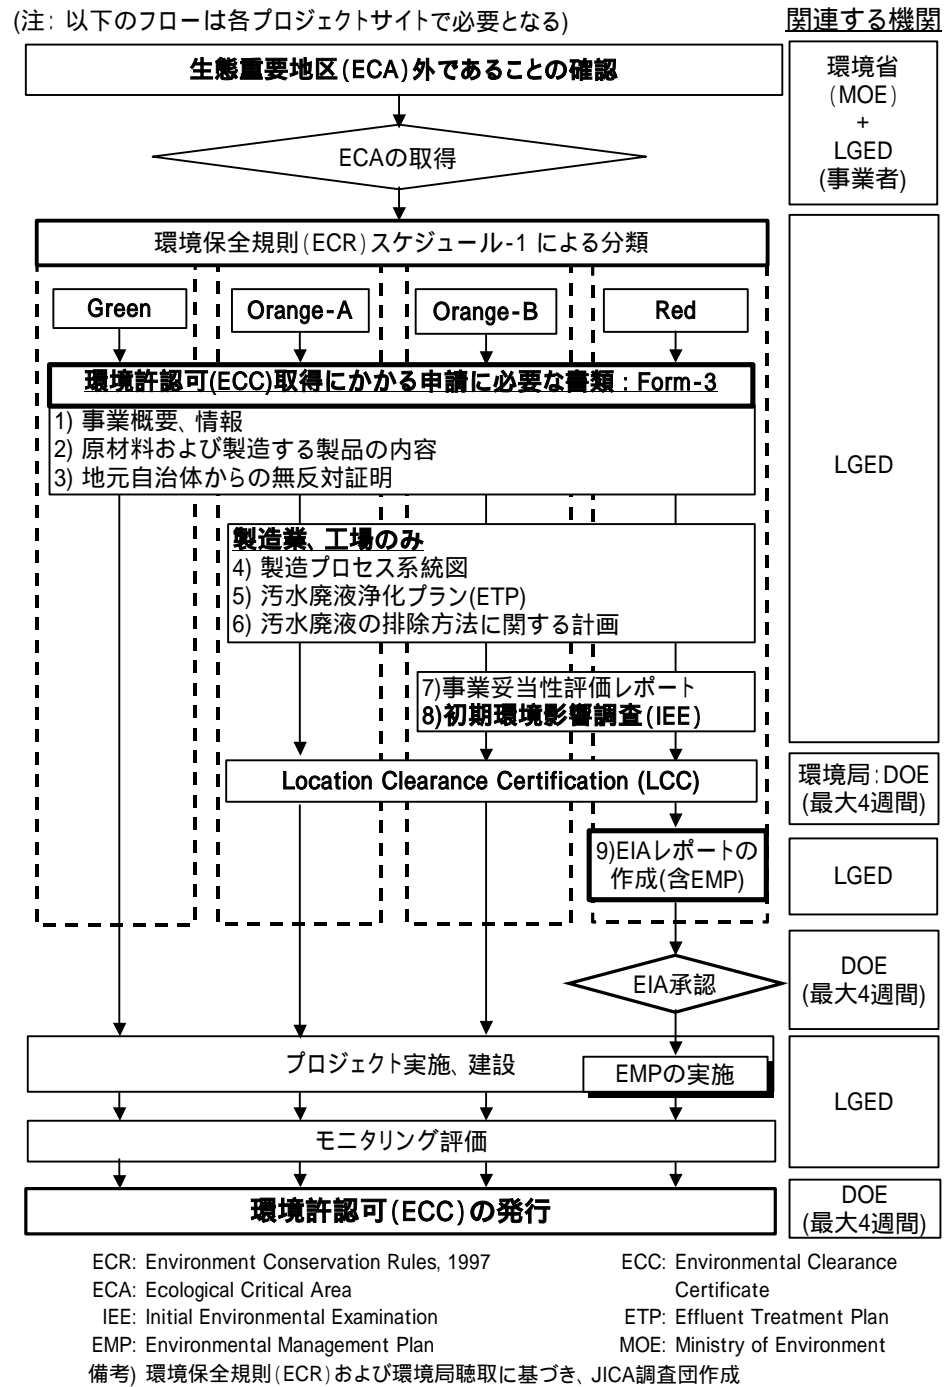 (注: 以下のフローは各プロジェクトサイトで必要となる)
関連する機関
生態重要地区(ECA)外であることの確認
環境省
(MOE)
+
LGED
(事業者)
ECAの取得
環境保全規則(ECR)スケジュール-1 による分類
Green
Orange-A
Orange-B
Red
環境許認可(ECC)取得にかかる申請に必要な書類 : Form-3
1) 事業概要、情報
2) 原材料および製造する製品の内容
3) 地元自治体からの無反対証明
LGED
製造業、工場のみ
4) 製造プロセス系統図
5) 汚水廃液浄化プラン(ETP)
6) 汚水廃液の排除方法に関する計画
7)事業妥当性評価レポート
8)初期環境影響調査(IEE)
Location Clearance Certification (LCC)
環境局:DOE
(最大4週間)
9)EIAレポートの
作成(含EMP)
LGED
EIA承認
DOE
(最大4週間)
プロジェクト実施、建設
EMPの実施
LGED
モニタリング評価
環境許認可(ECC)の発行
DOE
(最大4週間)
ECR: Environment Conservation Rules, 1997
ECA: Ecological Critical Area
IEE: Initial Environmental Examination
EMP: Environmental Management Plan
ECC: Environmental Clearance
Certificate
ETP: Effluent Treatment Plan
MOE: Ministry of Environment
備考) 環境保全規則(ECR)および環境局聴取に基づき、JICA調査団作成